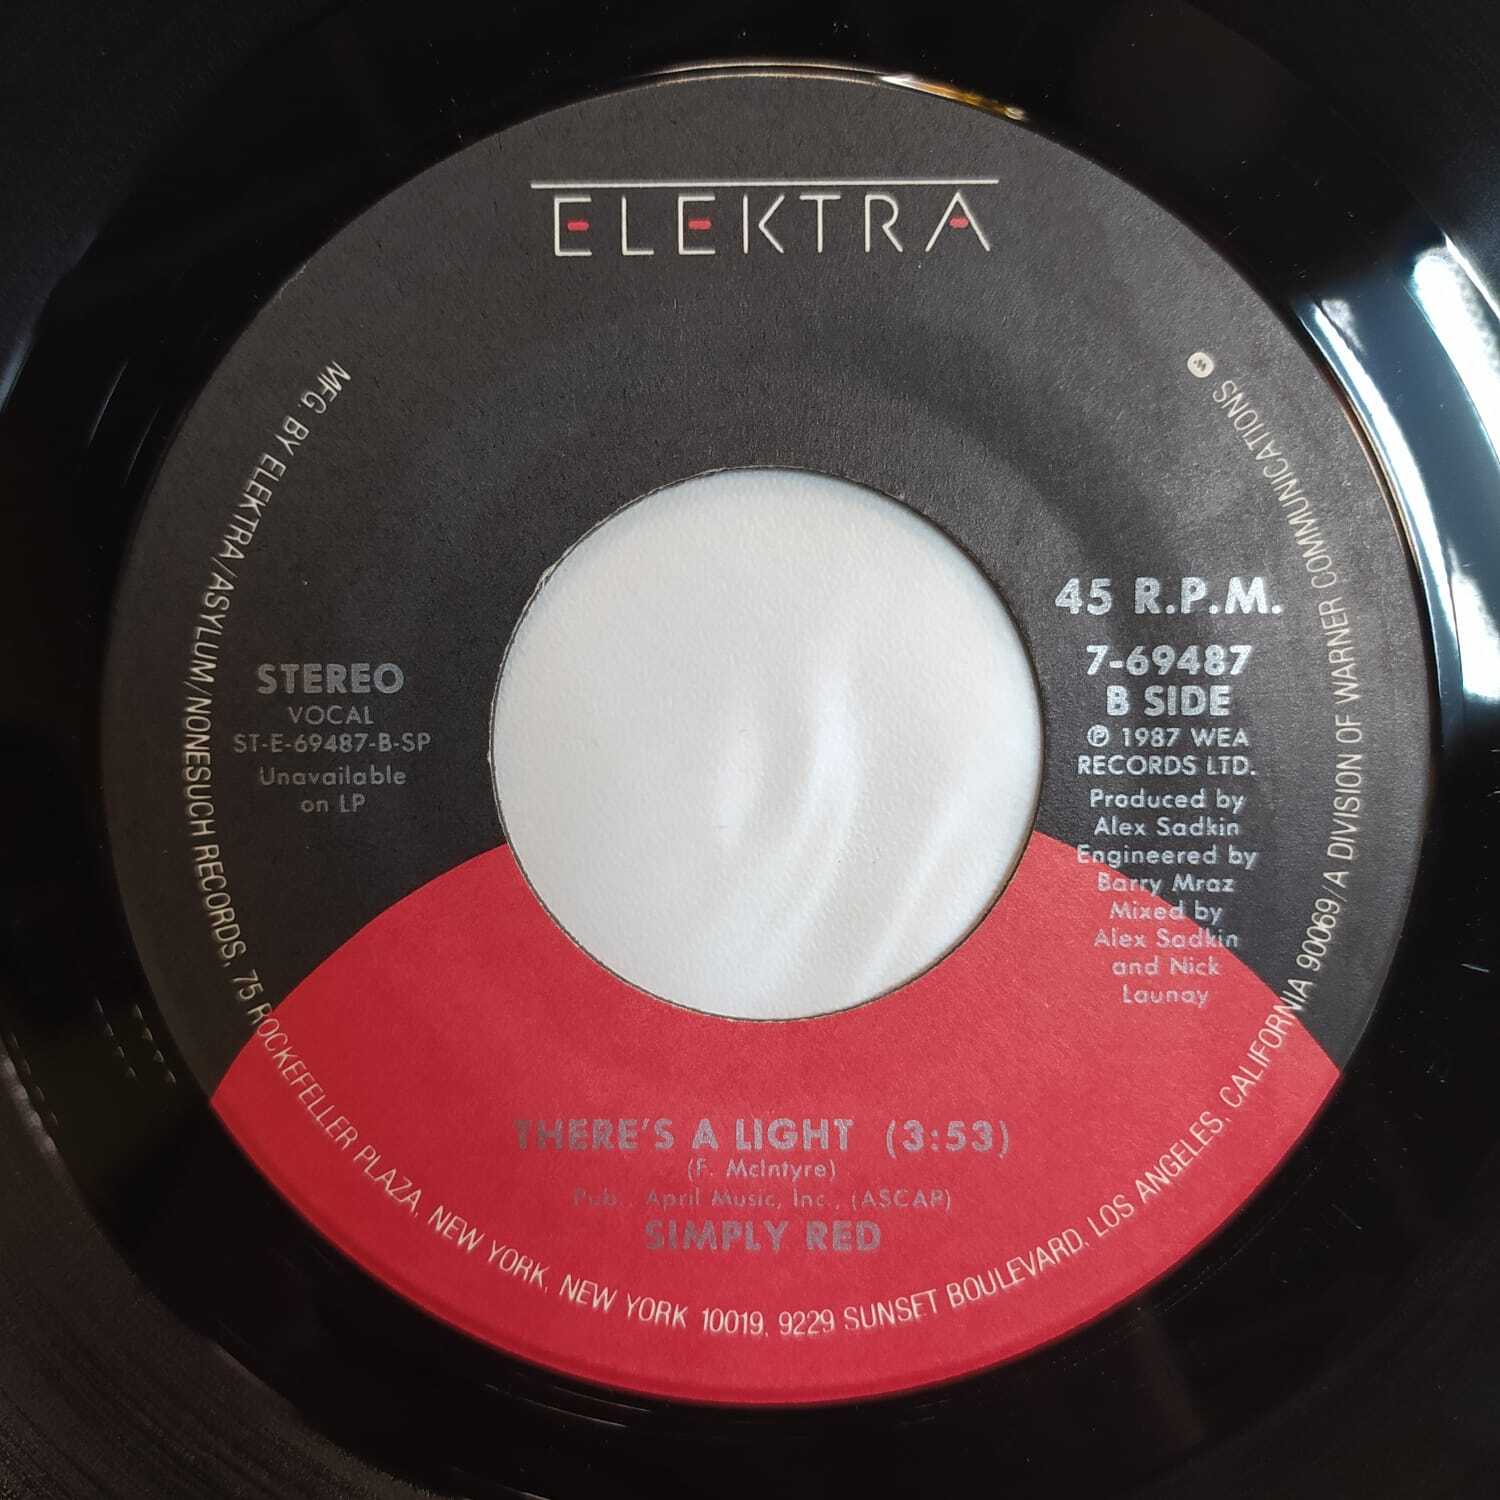 ELEKTRA
MFG. BY ELEKTRA/ASYLUM/NONESUCH RECORDS, 75 ROCKEFELLER PLAZA, NEW YORK, NEW YORK 10019, 9229 SUNSET BOULEVARD, LOS ANGELES, CALIFORNIA 90069/A DIVISION OF WARNER COMMUNICATIONS
STEREO
VOCAL
ST-E-69487-B-SP
Unavailable
on LP
45 R.P.M.
7-69487
B SIDE
℗ 1987 WEA
RECORDS LTD.
Produced by
Alex Sadkin
Engineered by
Barry Mraz
Mixed by
Alex Sadkin
and Nick
Launay
THERE'S A LIGHT (3:53)
(F. McIntyre)
Pub., April Music, Inc., (ASCAP)
SIMPLY RED